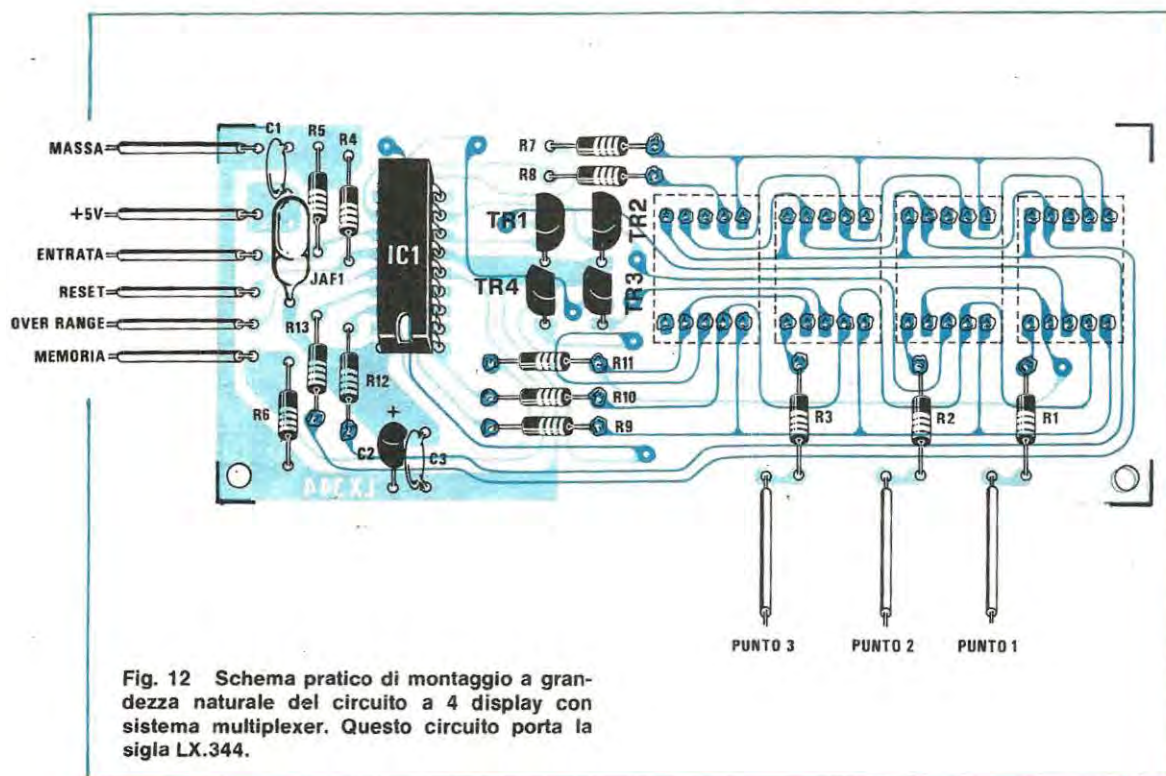 MASSA
+5V
ENTRATA
RESET
OVER RANGE
MEMORIA
C1
R5
R4
JAF1
IC1
R13
R12
R6
+
C2
C3
LX 344
R7
R8
TR1
TR2
TR4
TR3
R11
R10
R9
R3
R2
R1
PUNTO 3
PUNTO 2
PUNTO 1
Fig. 12 Schema pratico di montaggio a gran-
dezza naturale del circuito a 4 display con
sistema multiplexer. Questo circuito porta la
sigla LX.344.